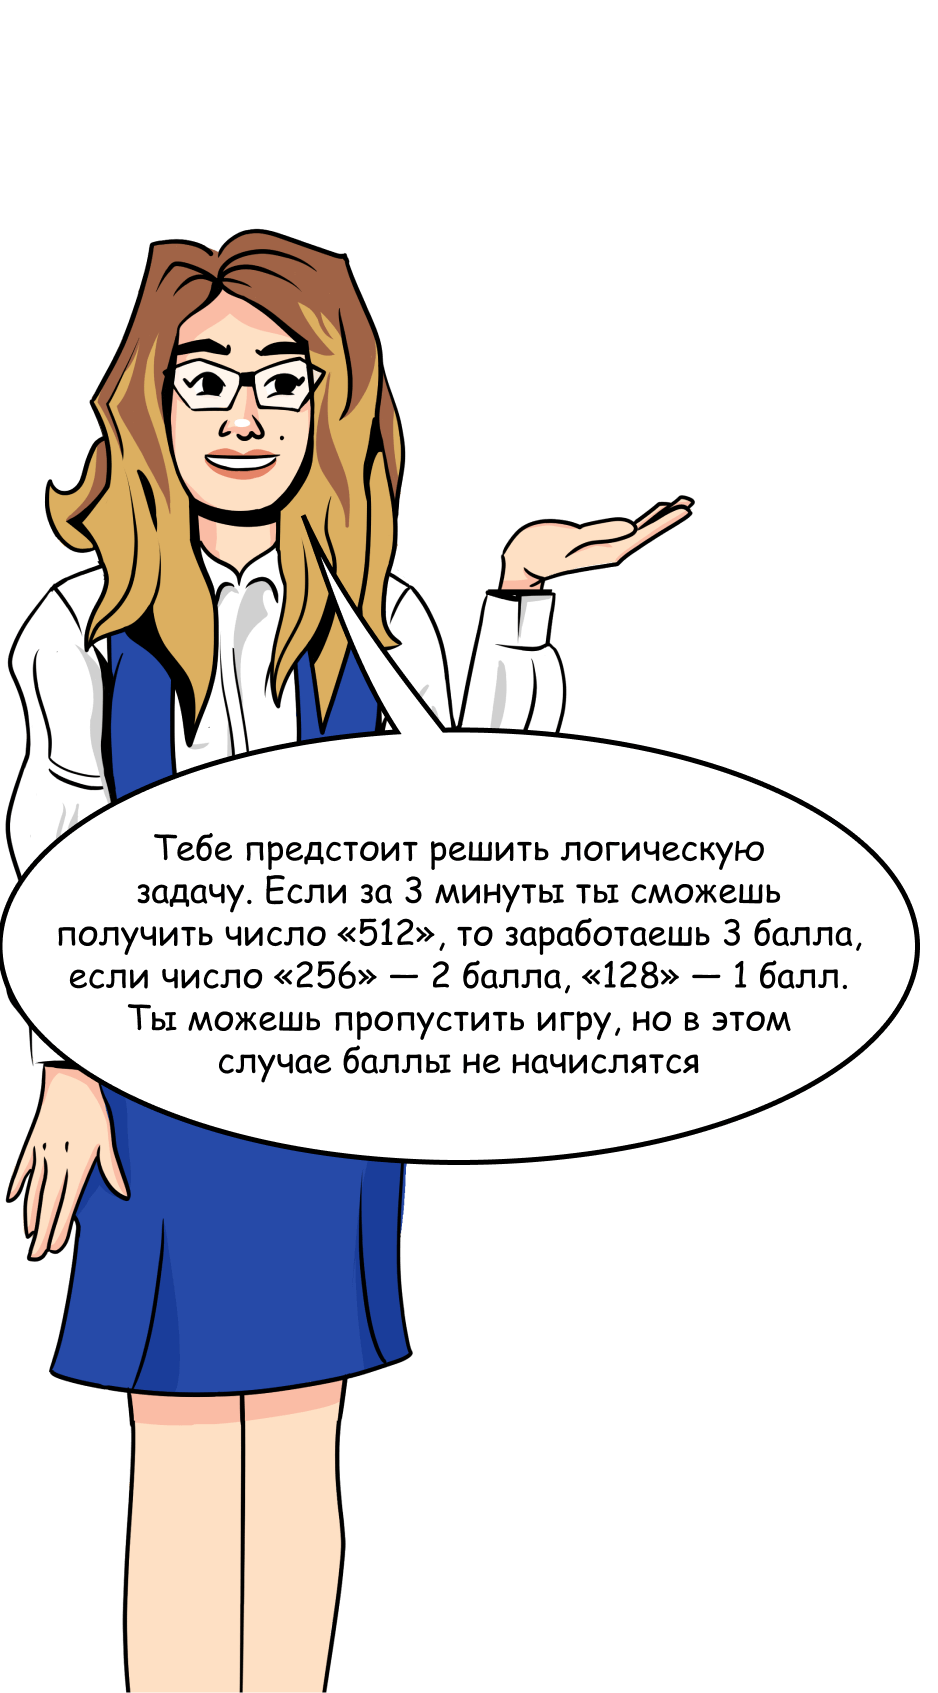 Тебе предстоит решить логическую
задачу. Если за 3 минуты ты сможешь
получить число «512», то заработаешь 3 балла,
если число «256» — 2 балла, «128» — 1 балл.
Ты можешь пропустить игру, но в этом
случае баллы не начислятся